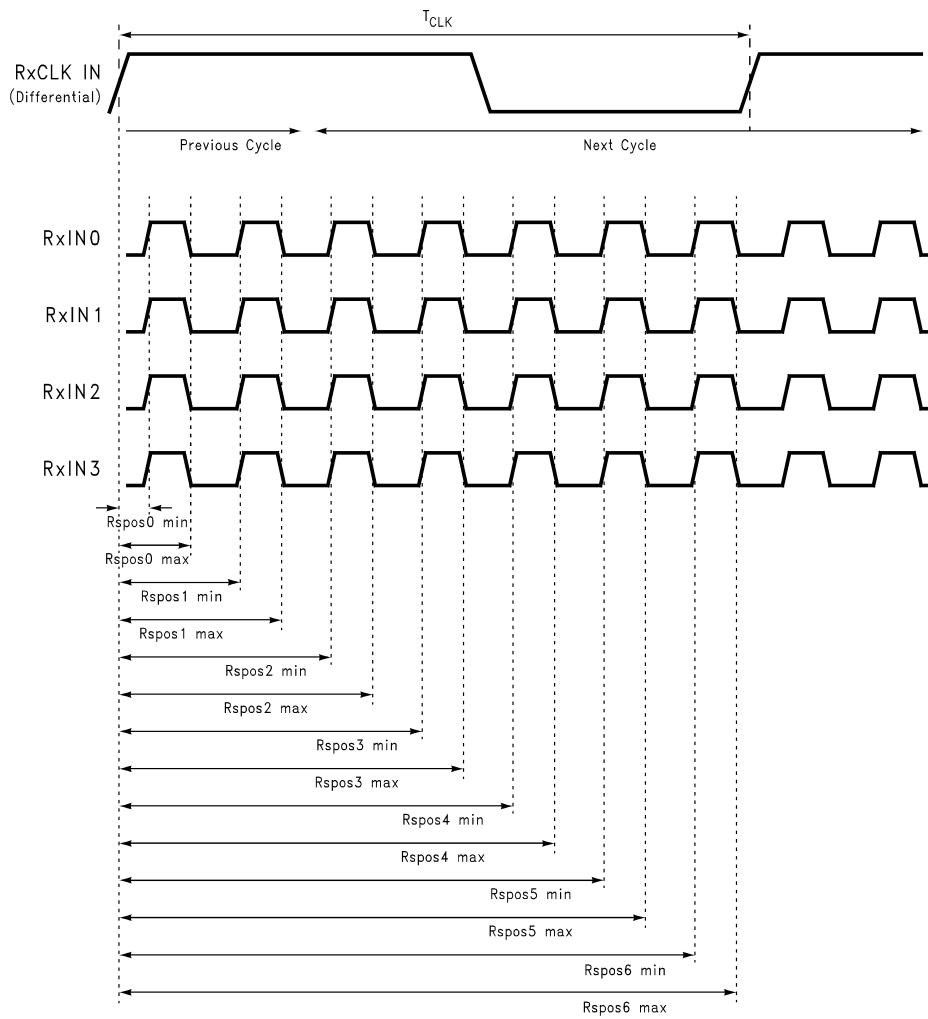 T_CLK
RxCLK IN
(Differential)
Previous Cycle
Next Cycle
RxIN0
RxIN1
RxIN2
RxIN3
Rspos0 min
Rspos0 max
Rspos1 min
Rspos1 max
Rspos2 min
Rspos2 max
Rspos3 min
Rspos3 max
Rspos4 min
Rspos4 max
Rspos5 min
Rspos5 max
Rspos6 min
Rspos6 max